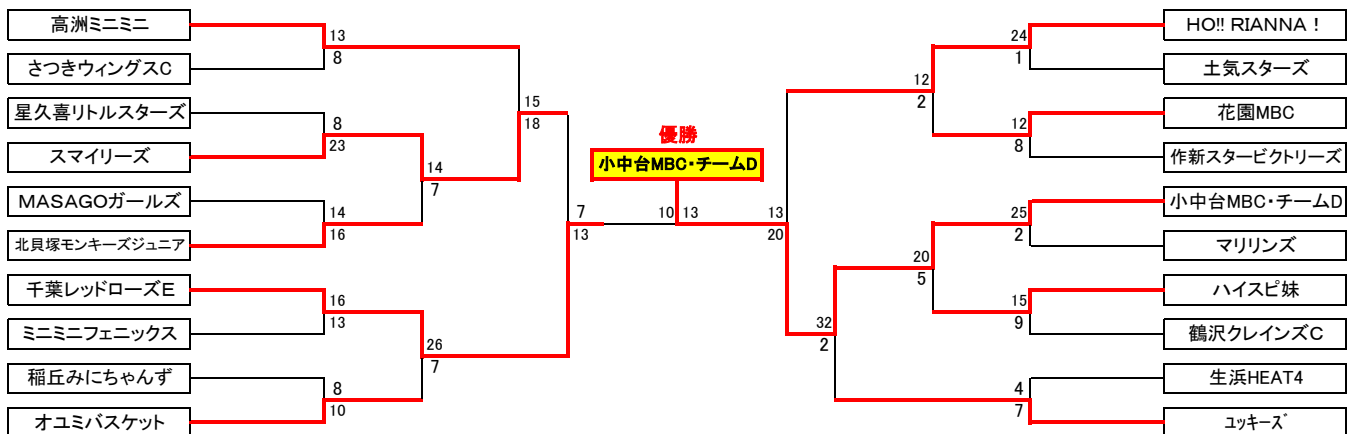 高洲ミニミニ
13
8
さつきウィングスC
星久喜リトルスターズ
8
23
スマイリーズ
15
18
14
7
MASAGOガールズ
14
16
北貝塚モンキーズジュニア
7
13
千葉レッドローズE
16
13
ミニミニフェニックス
26
7
稲丘みにちゃんず
8
10
オユミバスケット
優勝
小中台MBC・チームD
10 13
HO!! RIANNA！
24
1
土気スターズ
12
2
花園MBC
12
8
作新スタービクトリーズ
13
20
小中台MBC・チームD
25
2
マリリンズ
20
5
ハイスピ妹
15
9
鶴沢クレインズC
32
2
生浜HEAT4
4
7
ユッキーズ